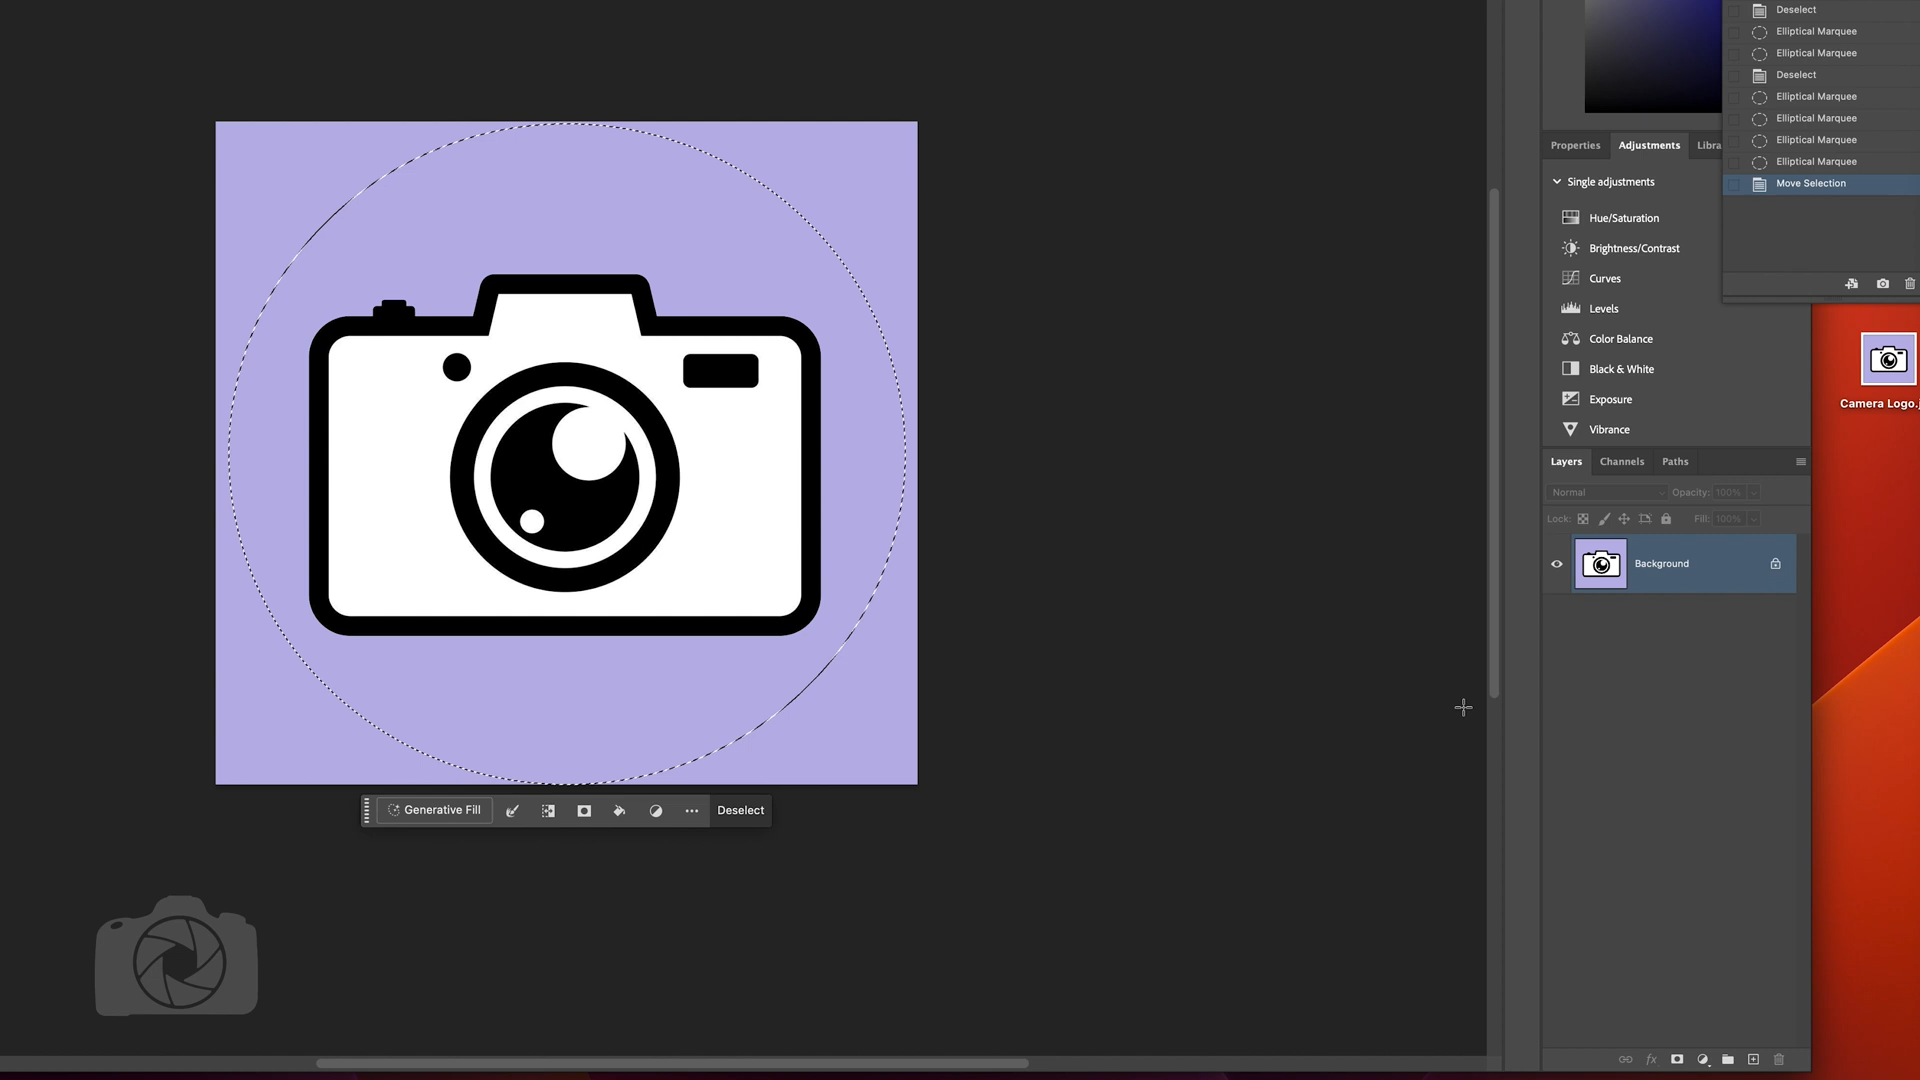 Deselect
Elliptical Marquee
Elliptical Marquee
Deselect
Elliptical Marquee
Elliptical Marquee
Elliptical Marquee
Elliptical Marquee
Move Selection
Properties Adjustments Libra
Single adjustments
Hue/Saturation
Brightness/Contrast
Curves
Levels
Color Balance
Black & White
Exposure
Vibrance
Camera Logo.j
Layers Channels Paths
Normal Opacity: 100%
Lock: Fill: 100%
Background
Generative Fill Deselect
fx